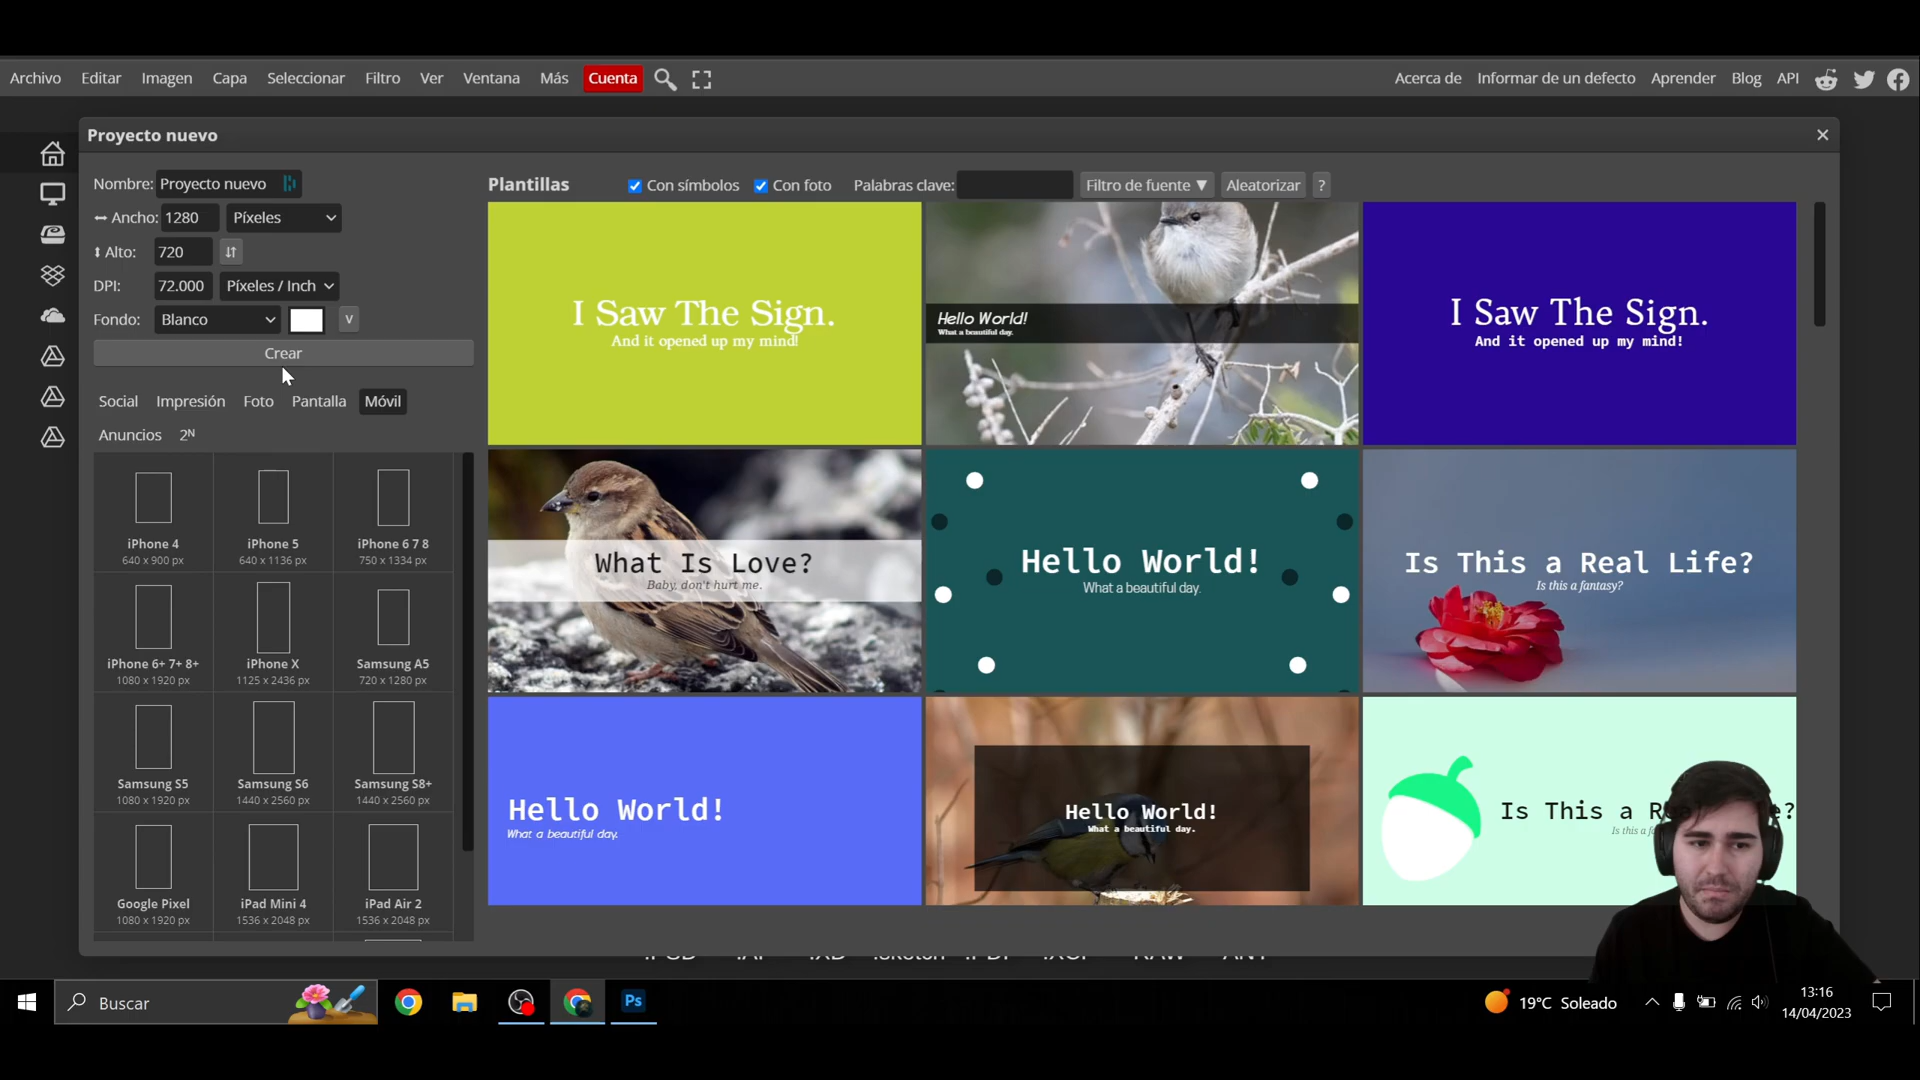 Archivo Editar Imagen Capa Seleccionar Filtro Ver Ventana Más Cuenta Acerca de Informar de un defecto Aprender Blog API
Proyecto nuevo
Nombre: Proyecto nuevo
Ancho: 1280 Píxeles
Alto: 720
DPI: 72.000 Píxeles / Inch
Fondo: Blanco v
Crear
Social Impresión Foto Pantalla Móvil
Anuncios 2ᴺ
iPhone 4 iPhone 5 iPhone 6 7 8
640 x 900 px 640 x 1136 px 750 x 1334 px
iPhone 6+ 7+ 8+ iPhone X Samsung A5
1080 x 1920 px 1125 x 2436 px 720 x 1280 px
Samsung S5 Samsung S6 Samsung S8+
1080 x 1920 px 1440 x 2560 px 1440 x 2560 px
Google Pixel iPad Mini 4 iPad Air 2
1080 x 1920 px 1536 x 2048 px 1536 x 2048 px
Plantillas Con símbolos Con foto Palabras clave: Filtro de fuente ▼ Aleatorizar ?
I Saw The Sign.
And it opened up my mind!
Hello World!
What a beautiful day.
I Saw The Sign.
And it opened up my mind!
What Is Love?
Baby, don't hurt me.
Hello World!
What a beautiful day.
Is This a Real Life?
Is this a fantasy?
Hello World!
What a beautiful day.
Hello World!
What a beautiful day.
Is This a
Is this a
Buscar
Ps
19°C Soleado
13:16
14/04/2023